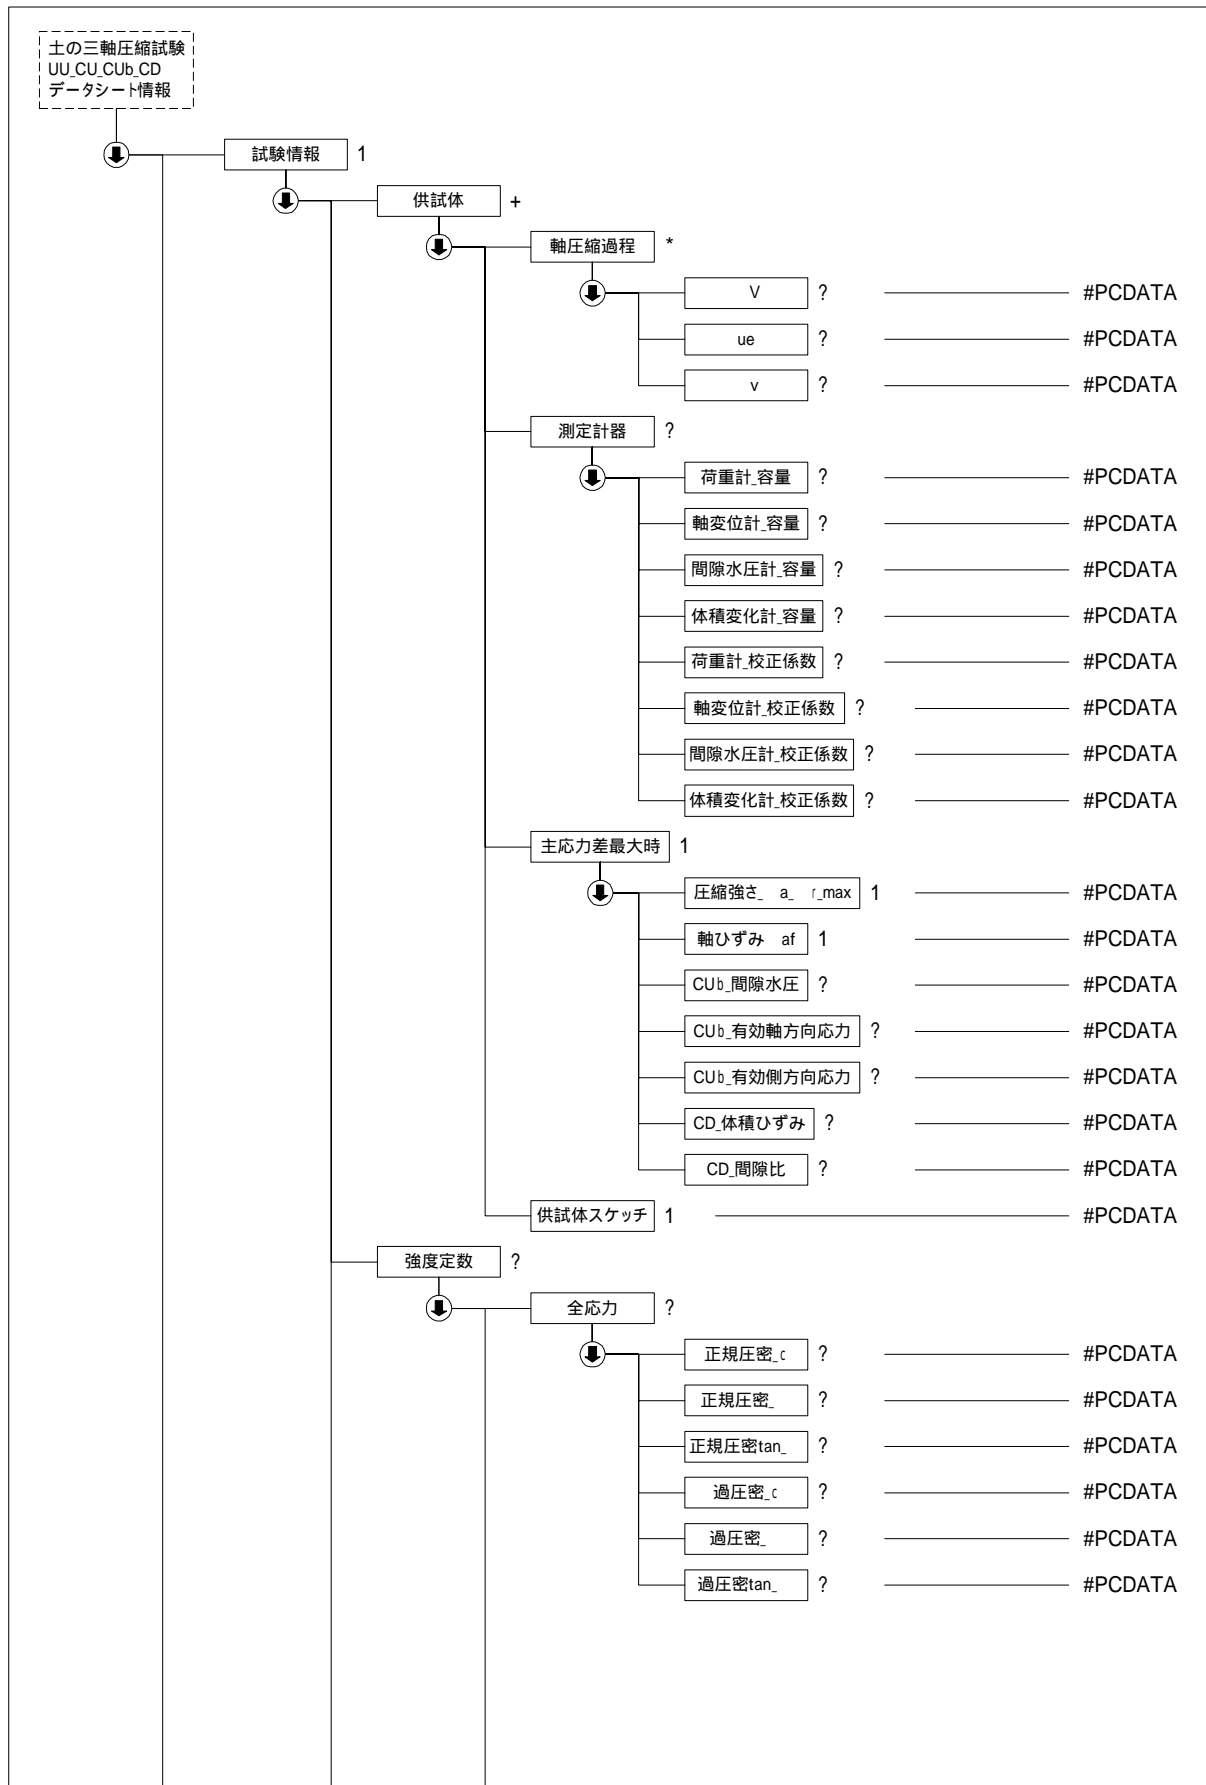 土の三軸圧縮試験
UU_CU_CUb_CD
データシート情報
試験情報 1
供試体 +
軸圧縮過程 *
V ? #PCDATA
ue ? #PCDATA
v ? #PCDATA
測定計器 ?
荷重計_容量 ? #PCDATA
軸変位計_容量 ? #PCDATA
間隙水圧計_容量 ? #PCDATA
体積変化計_容量 ? #PCDATA
荷重計_校正係数 ? #PCDATA
軸変位計_校正係数 ? #PCDATA
間隙水圧計_校正係数 ? #PCDATA
体積変化計_校正係数 ? #PCDATA
主応力差最大時 1
圧縮強さ_ a_ r_max 1 #PCDATA
軸ひずみ af 1 #PCDATA
CUb_間隙水圧 ? #PCDATA
CUb_有効軸方向応力 ? #PCDATA
CUb_有効側方向応力 ? #PCDATA
CD_体積ひずみ ? #PCDATA
CD_間隙比 ? #PCDATA
供試体スケッチ 1 #PCDATA
強度定数 ?
全応力 ?
正規圧密_c ? #PCDATA
正規圧密_ ? #PCDATA
正規圧密tan_ ? #PCDATA
過圧密_c ? #PCDATA
過圧密_ ? #PCDATA
過圧密tan_ ? #PCDATA